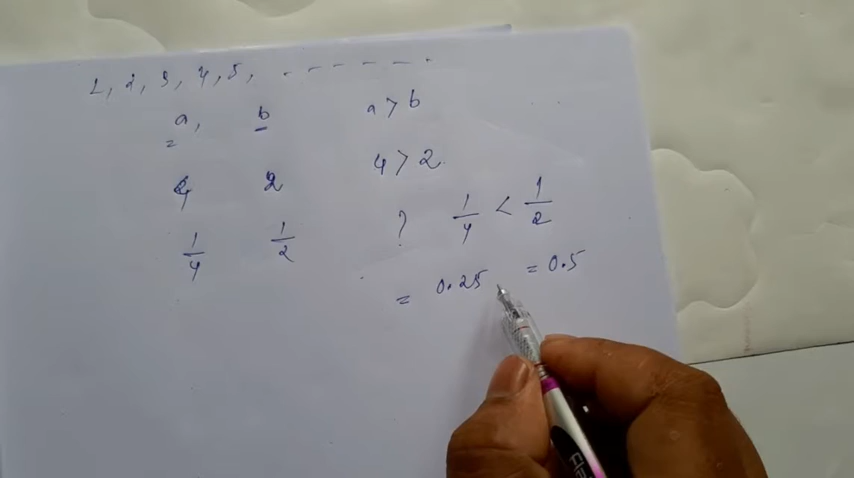 1, 2, 3, 4, 5, - - - - - - .
a, b a > b
4 2 4 > 2
1/4 1/2 ? 1/4 < 1/2
= 0.25 = 0.5